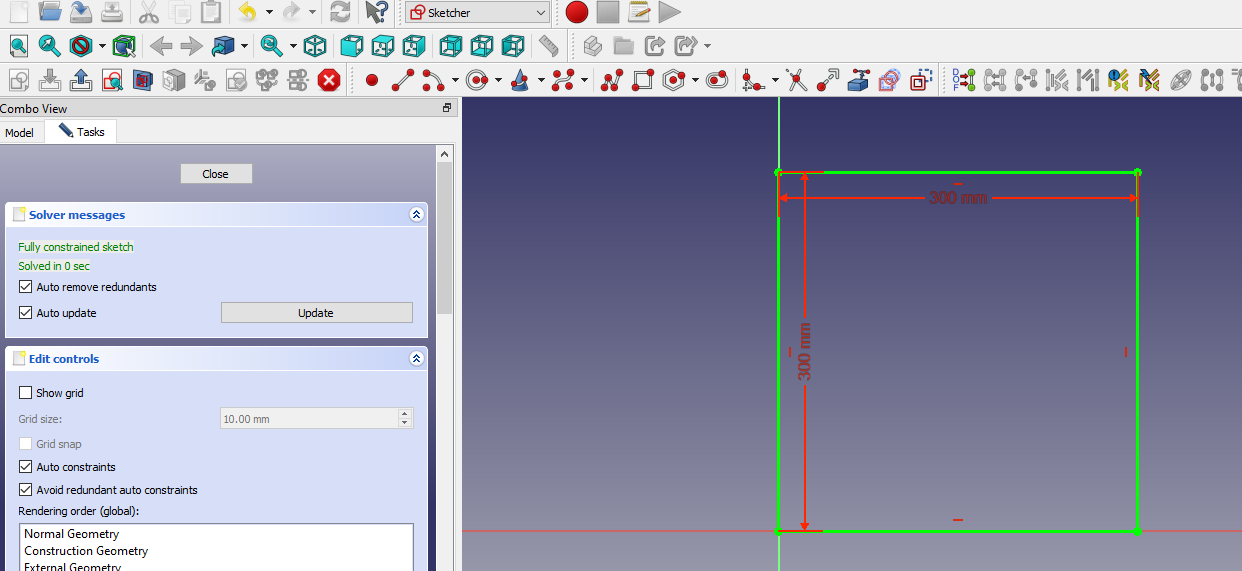 Sketcher
Combo View
Model
Tasks
Close
Solver messages
Fully constrained sketch
Solved in 0 sec
Auto remove redundants
Auto update
Update
Edit controls
Show grid
Grid size:
10.00 mm
Grid snap
Auto constraints
Avoid redundant auto constraints
Rendering order (global):
Normal Geometry
Construction Geometry
External Geometry
300 mm
300 mm
DOF